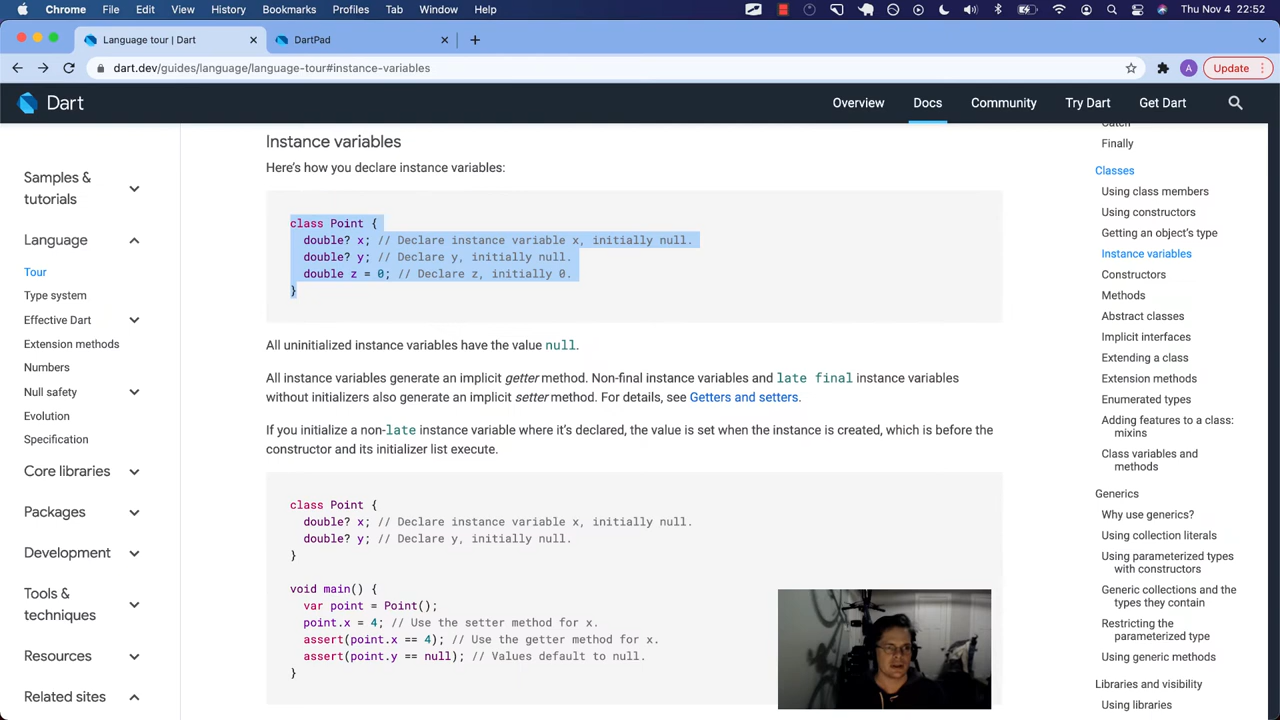 Chrome File Edit View History Bookmarks Profiles Tab Window Help Thu Nov 4 22:52
Language tour | Dart
DartPad
dart.dev/guides/language/language-tour#instance-variables
A
Update
Dart
Overview
Docs
Community
Try Dart
Get Dart
Samples &
tutorials
Language
Tour
Type system
Effective Dart
Extension methods
Numbers
Null safety
Evolution
Specification
Core libraries
Packages
Development
Tools &
techniques
Resources
Related sites
Instance variables
Here's how you declare instance variables:
class Point {
double? x; // Declare instance variable x, initially null.
double? y; // Declare y, initially null.
double z = 0; // Declare z, initially 0.
}
All uninitialized instance variables have the value null.
All instance variables generate an implicit getter method. Non-final instance variables and late final instance variables
without initializers also generate an implicit setter method. For details, see Getters and setters.
If you initialize a non-late instance variable where it's declared, the value is set when the instance is created, which is before the
constructor and its initializer list execute.
class Point {
double? x; // Declare instance variable x, initially null.
double? y; // Declare y, initially null.
}
void main() {
var point = Point();
point.x = 4; // Use the setter method for x.
assert(point.x == 4); // Use the getter method for x.
assert(point.y == null); // Values default to null.
}
Catch
Finally
Classes
Using class members
Using constructors
Getting an object's type
Instance variables
Constructors
Methods
Abstract classes
Implicit interfaces
Extending a class
Extension methods
Enumerated types
Adding features to a class:
mixins
Class variables and
methods
Generics
Why use generics?
Using collection literals
Using parameterized types
with constructors
Generic collections and the
types they contain
Restricting the
parameterized type
Using generic methods
Libraries and visibility
Using libraries